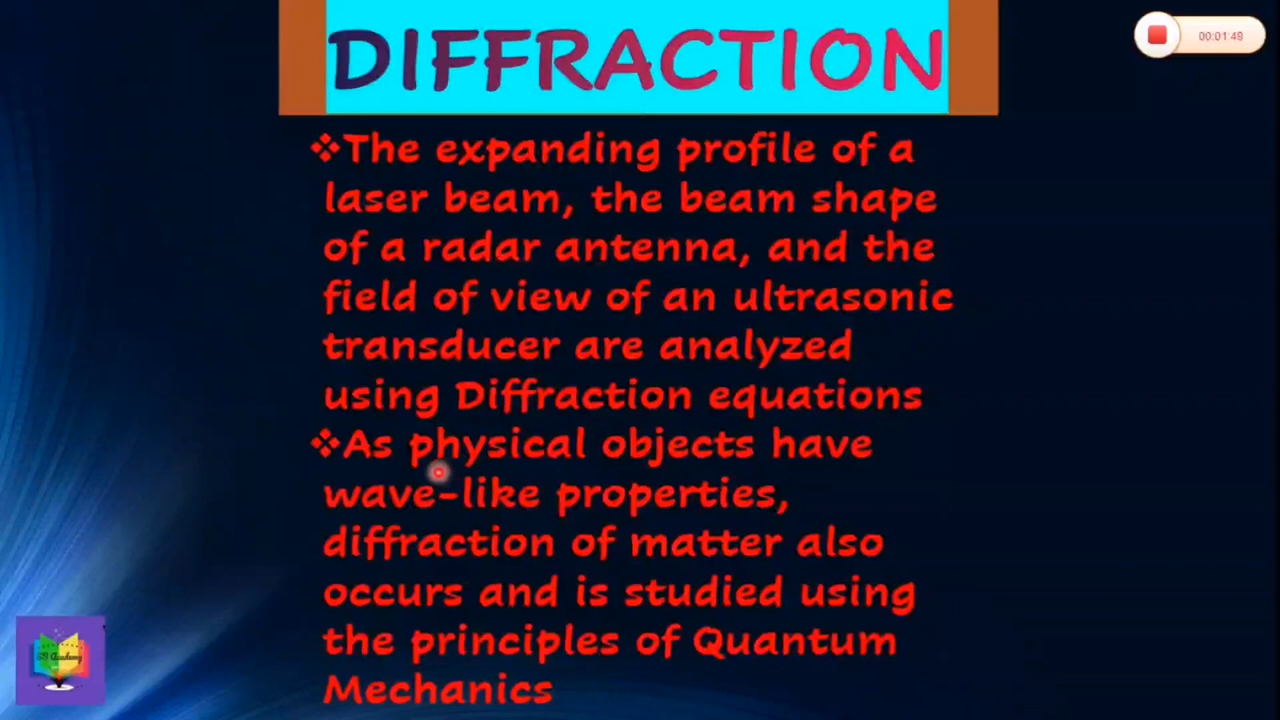 DIFFRACTION
00:01:49
❖The expanding profile of a
laser beam, the beam shape
of a radar antenna, and the
field of view of an ultrasonic
transducer are analyzed
using Diffraction equations
❖As physical objects have
wave-like properties,
diffraction of matter also
occurs and is studied using
the principles of Quantum
Mechanics
Academy